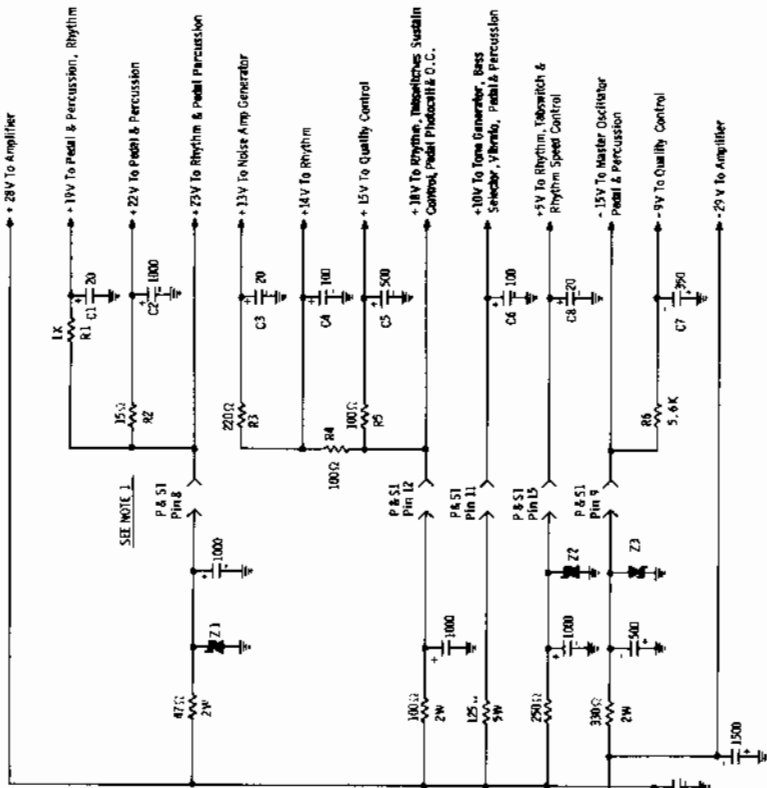 + 28V To Amplifier
+ 19V To Pedal & Percussion, Rhythm
1K
R1
+ 20
C1
+ 22V To Pedal & Percussion
15Ω
R2
+ 1000
C2
+ 23V To Rhythm & Pedal Percussion
SEE NOTE 1
P & S1
Pin 8
+ 1000
Z1
47Ω
2W
+ 13V To Noise Amp Generator
220Ω
R3
+ 20
C3
+14V To Rhythm
+ 100
C4
R4
100Ω
+ 15V To Quality Control
100Ω
R5
+ 500
C5
+ 18V To Rhythm, Tabswitches Sustain
Control, Pedal Photocell & O.C.
P & S1
Pin 12
+ 1000
100Ω
2W
+10V To Tone Generator, Bass
Selector, Vibrato, Pedal & Percussion
+ 100
C6
P & S1
Pin 11
125Ω
5W
+5V To Rhythm, Tabswitch &
Rhythm Speed Control
+ 20
C8
P & S1
Pin 15
Z2
+ 1000
250Ω
- 15V To Master Oscillator
Pedal & Percussion
P & S1
Pin 9
Z3
- 500 +
330Ω
2W
-9V To Quality Control
R6
5.6K
C7
-29 V To Amplifier
1500